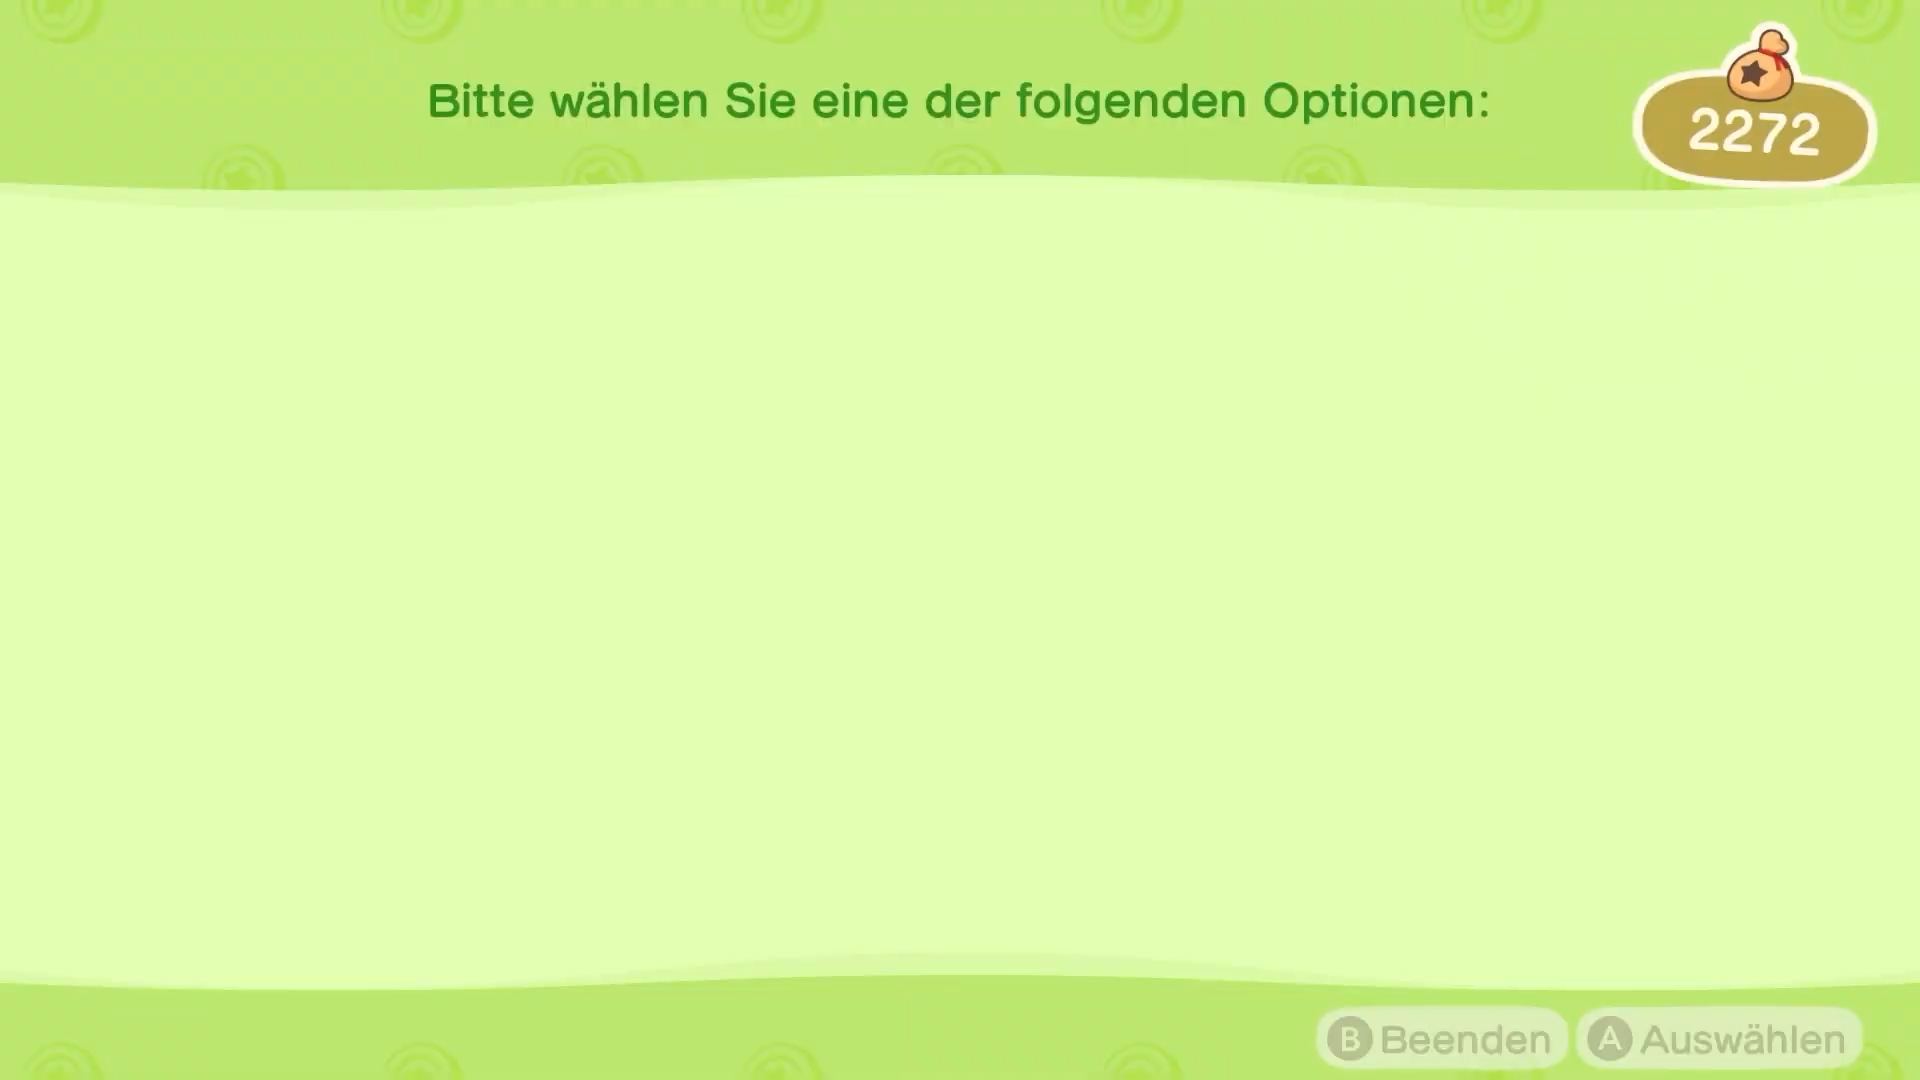 Bitte wählen Sie eine der folgenden Optionen:
2272
B Beenden A Auswählen